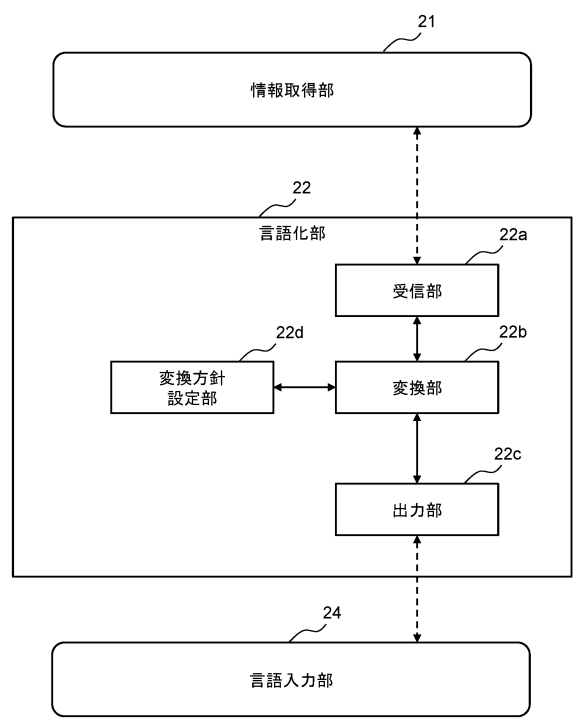 21
情報取得部
22
言語化部
22a
受信部
22b
変換部
22d
変換方針
設定部
22c
出力部
24
言語入力部